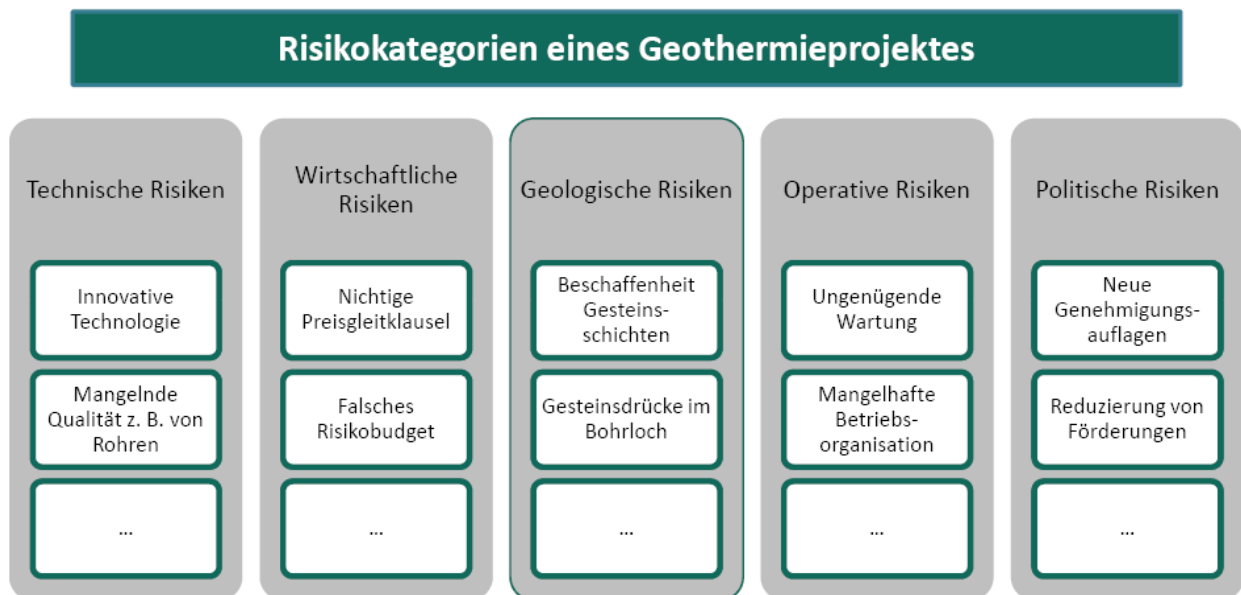 Risikokategorien eines Geothermieprojektes
Technische Risiken
Innovative
Technologie
Mangelnde
Qualität z. B. von
Rohren
...
Wirtschaftliche
Risiken
Nichtige
Preisgleitklausel
Falsches
Risikobudget
...
Geologische Risiken
Beschaffenheit
Gesteins-
schichten
Gesteinsdrücke im
Bohrloch
...
Operative Risiken
Ungenügende
Wartung
Mangelhafte
Betriebs-
organisation
...
Politische Risiken
Neue
Genehmigungs-
auflagen
Reduzierung von
Förderungen
...